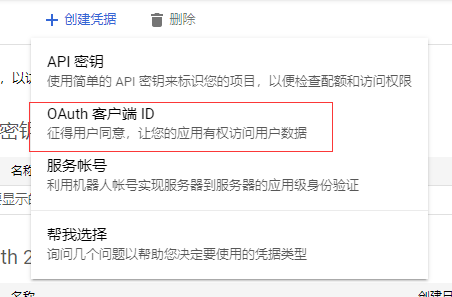 创建凭据 删除
API 密钥
使用简单的 API 密钥来标识您的项目，以便检查配额和访问权限
，以访
OAuth 客户端 ID
密钥
征得用户同意，让您的应用有权访问用户数据
服务帐号
名称
利用机器人帐号实现服务器到服务器的应用级身份验证
要显示的
帮我选择
询问几个问题以帮助您决定要使用的凭据类型
uth 2
名称 创建日